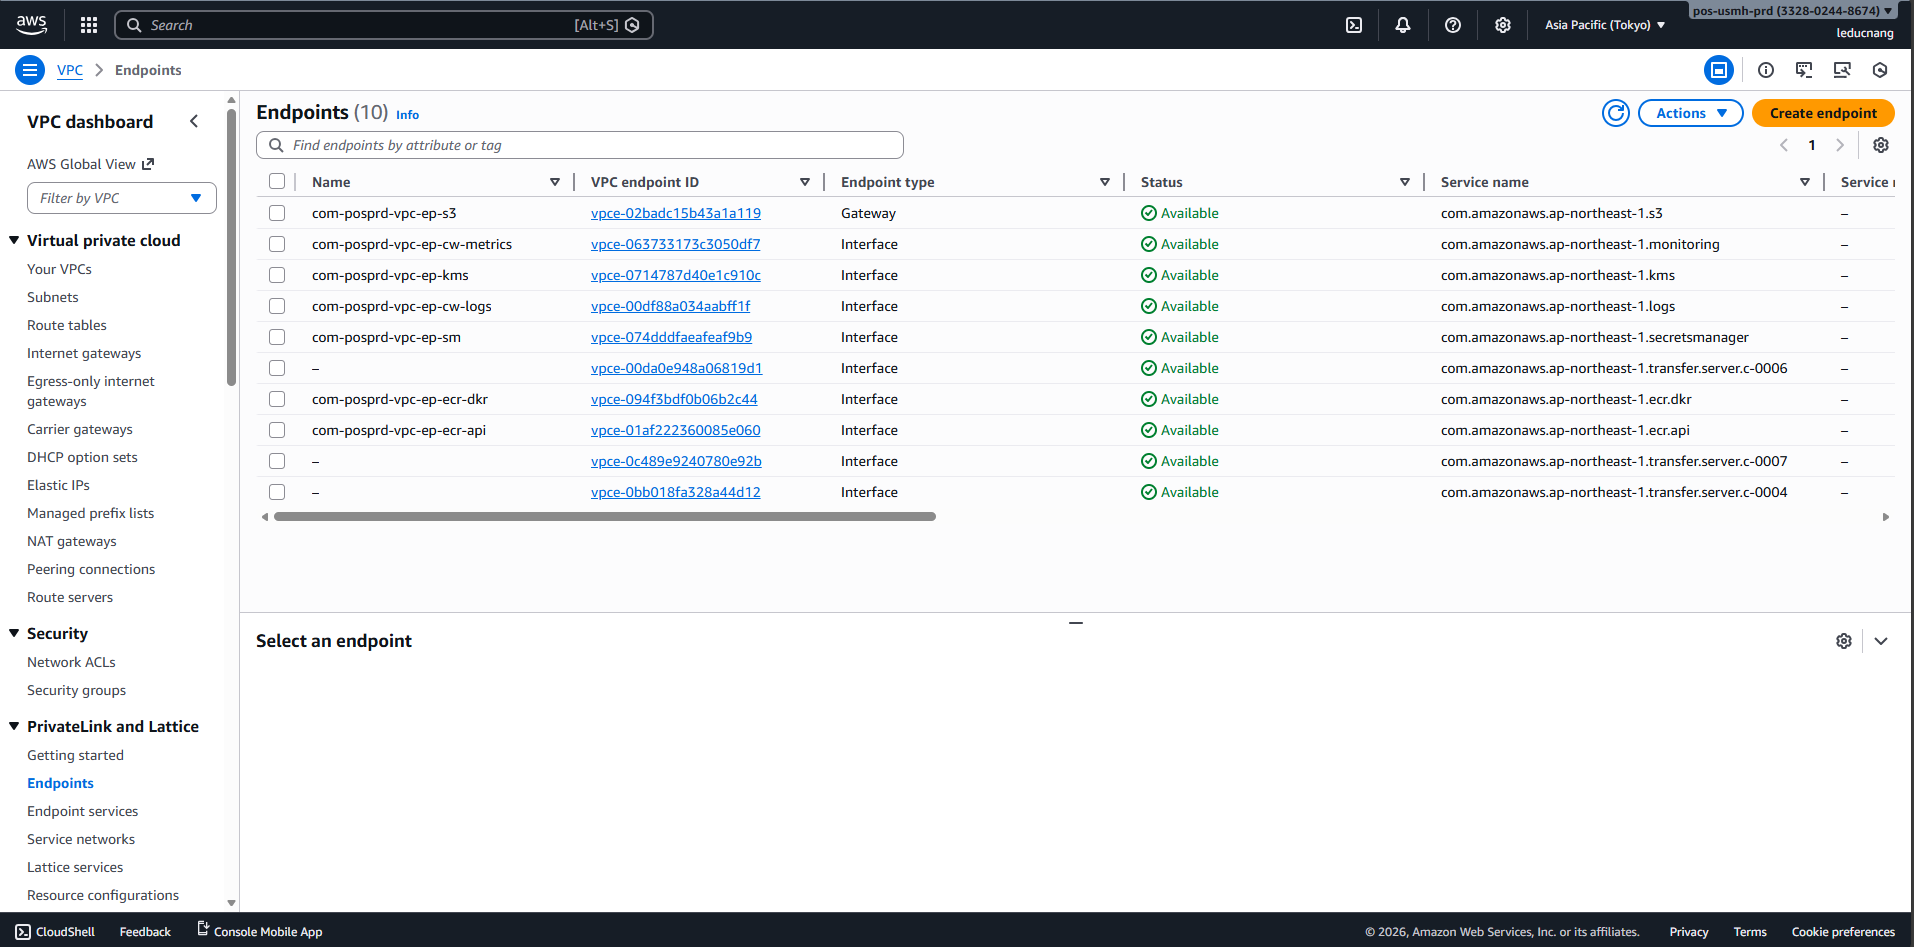 aws
Search
[Alt+S]
Asia Pacific (Tokyo)
pos-usmh-prd (3328-0244-8674)
leducnang
VPC
Endpoints
VPC dashboard
AWS Global View
Filter by VPC
Virtual private cloud
Your VPCs
Subnets
Route tables
Internet gateways
Egress-only internet
gateways
Carrier gateways
DHCP option sets
Elastic IPs
Managed prefix lists
NAT gateways
Peering connections
Route servers
Security
Network ACLs
Security groups
PrivateLink and Lattice
Getting started
Endpoints
Endpoint services
Service networks
Lattice services
Resource configurations
Endpoints (10) Info
Actions
Create endpoint
Find endpoints by attribute or tag
1
Name VPC endpoint ID Endpoint type Status Service name Service
com-posprd-vpc-ep-s3 vpce-02badc15b43a1a119 Gateway Available com.amazonaws.ap-northeast-1.s3 –
com-posprd-vpc-ep-cw-metrics vpce-063733173c3050df7 Interface Available com.amazonaws.ap-northeast-1.monitoring –
com-posprd-vpc-ep-kms vpce-0714787d40e1c910c Interface Available com.amazonaws.ap-northeast-1.kms –
com-posprd-vpc-ep-cw-logs vpce-00df88a034aabff1f Interface Available com.amazonaws.ap-northeast-1.logs –
com-posprd-vpc-ep-sm vpce-074dddfaeafeaf9b9 Interface Available com.amazonaws.ap-northeast-1.secretsmanager –
– vpce-00da0e948a06819d1 Interface Available com.amazonaws.ap-northeast-1.transfer.server.c-0006 –
com-posprd-vpc-ep-ecr-dkr vpce-094f3bdf0b06b2c44 Interface Available com.amazonaws.ap-northeast-1.ecr.dkr –
com-posprd-vpc-ep-ecr-api vpce-01af222360085e060 Interface Available com.amazonaws.ap-northeast-1.ecr.api –
– vpce-0c489e9240780e92b Interface Available com.amazonaws.ap-northeast-1.transfer.server.c-0007 –
– vpce-0bb018fa328a44d12 Interface Available com.amazonaws.ap-northeast-1.transfer.server.c-0004 –
Select an endpoint
CloudShell
Feedback
Console Mobile App
© 2026, Amazon Web Services, Inc. or its affiliates.
Privacy
Terms
Cookie preferences